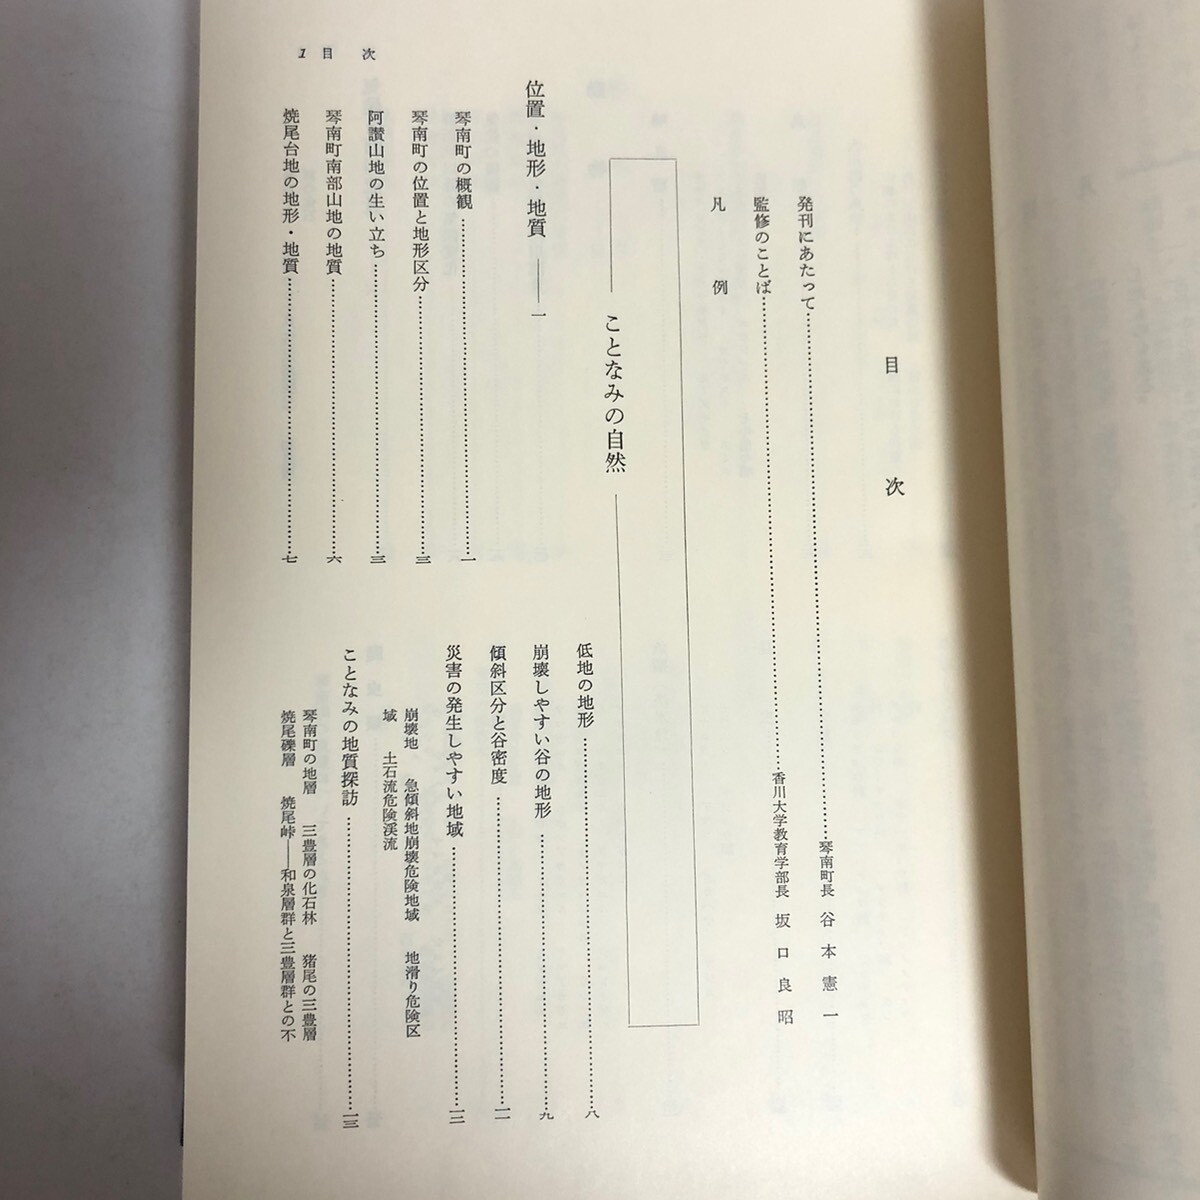 目次
発刊にあたって……琴南町長 谷本憲一
監修のことば……香川大学教育学部長 坂口良昭
凡例
ことなみの自然
位置・地形・地質――一
琴南町の概観……一
琴南町の位置と地形区分……三
阿讃山地の生い立ち……三
琴南町南部山地の地質……六
焼尾台地の地形・地質……七
低地の地形……八
崩壊しやすい谷の地形……九
傾斜区分と谷密度……一一
災害の発生しやすい地域……一二
崩壊地 急傾斜地崩壊危険地域 地滑り危険区
域 土石流危険渓流
ことなみの地質探訪……一三
琴南町の地層 三豊層の化石林 猪尾の三豊層
焼尾礫層 焼尾峠――和泉層群と三豊層群との不
1 目次